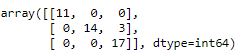 array([[11,  0,  0],
       [ 0, 14,  3],
       [ 0,  0, 17]], dtype=int64)